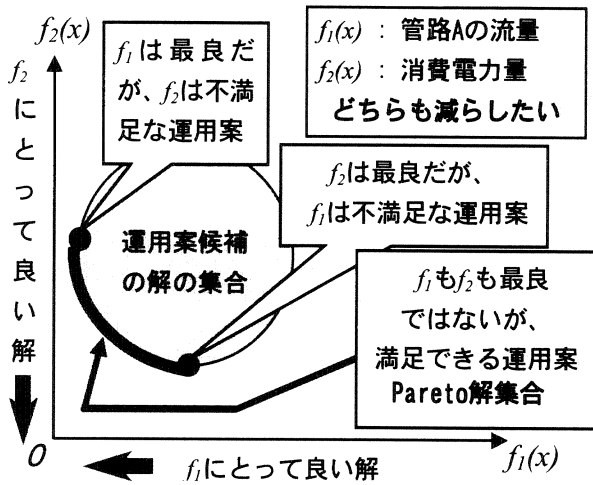 f₂(x)
f₁は最良だ
が、f₂は不満
足な運用案
f₁(x) : 管路Aの流量
f₂(x) : 消費電力量
どちらも減らしたい
f₂は最良だが、
f₁は不満足な運用案
運用案候補
の解の集合
f₁もf₂も最良
ではないが、
満足できる運用案
Pareto解集合
f₂にとって良い解
O
f₁にとって良い解
f₁(x)